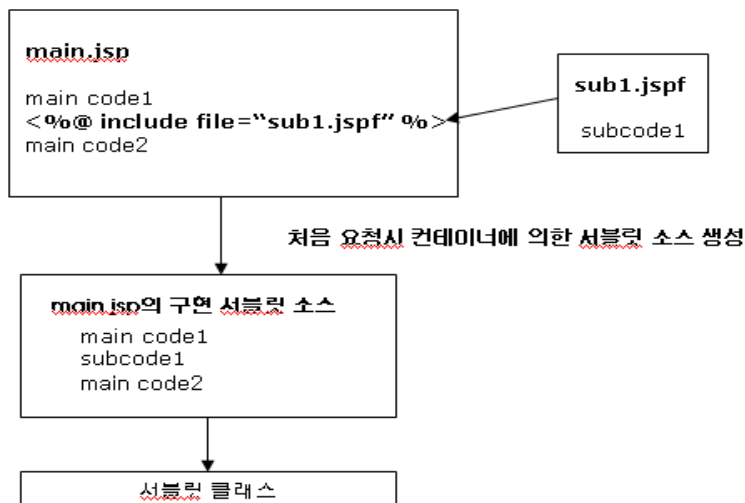 main.jsp
main code1
<%@ include file="sub1.jspf" %>
main code2
sub1.jspf
subcode1
처음 요청시 컨테이너에 의한 서블릿 소스 생성
main.jsp의 구현 서블릿 소스
main code1
subcode1
main code2
서블릿 클래스